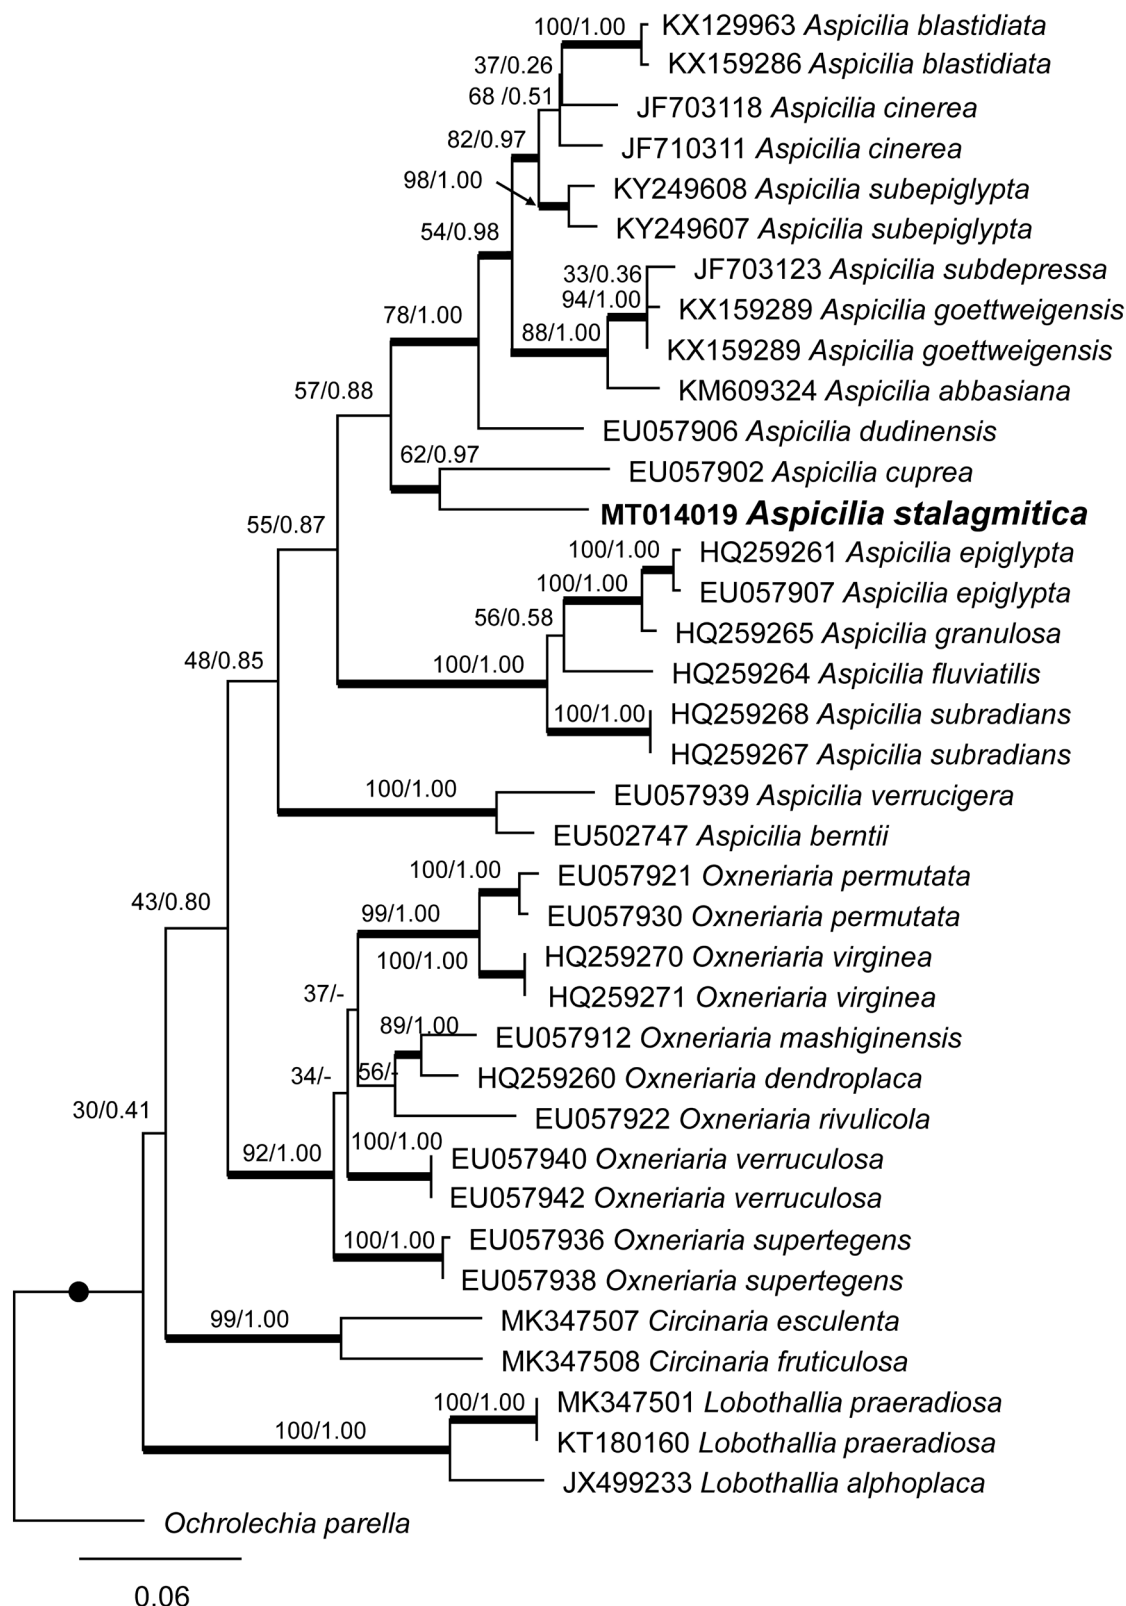 100/1.00
KX129963 Aspicilia blastidiata
37/0.26
KX159286 Aspicilia blastidiata
68 /0.51
JF703118 Aspicilia cinerea
82/0.97
JF710311 Aspicilia cinerea
98/1.00
KY249608 Aspicilia subepiglypta
54/0.98
KY249607 Aspicilia subepiglypta
33/0.36
JF703123 Aspicilia subdepressa
94/1.00
KX159289 Aspicilia goettweigensis
78/1.00
88/1.00
KX159289 Aspicilia goettweigensis
57/0.88
KM609324 Aspicilia abbasiana
EU057906 Aspicilia dudinensis
62/0.97
EU057902 Aspicilia cuprea
55/0.87
MT014019 Aspicilia stalagmitica
100/1.00
HQ259261 Aspicilia epiglypta
100/1.00
EU057907 Aspicilia epiglypta
56/0.58
HQ259265 Aspicilia granulosa
48/0.85
100/1.00
HQ259264 Aspicilia fluviatilis
100/1.00
HQ259268 Aspicilia subradians
HQ259267 Aspicilia subradians
100/1.00
EU057939 Aspicilia verrucigera
EU502747 Aspicilia berntii
100/1.00
EU057921 Oxneriaria permutata
43/0.80
99/1.00
EU057930 Oxneriaria permutata
100/1.00
HQ259270 Oxneriaria virginea
37/-
HQ259271 Oxneriaria virginea
89/1.00
EU057912 Oxneriaria mashiginensis
34/-
56/-
HQ259260 Oxneriaria dendroplaca
30/0.41
EU057922 Oxneriaria rivulicola
92/1.00
100/1.00
EU057940 Oxneriaria verruculosa
EU057942 Oxneriaria verruculosa
100/1.00
EU057936 Oxneriaria supertegens
EU057938 Oxneriaria supertegens
99/1.00
MK347507 Circinaria esculenta
MK347508 Circinaria fruticulosa
100/1.00
MK347501 Lobothallia praeradiosa
100/1.00
KT180160 Lobothallia praeradiosa
JX499233 Lobothallia alphoplaca
Ochrolechia parella
0.06